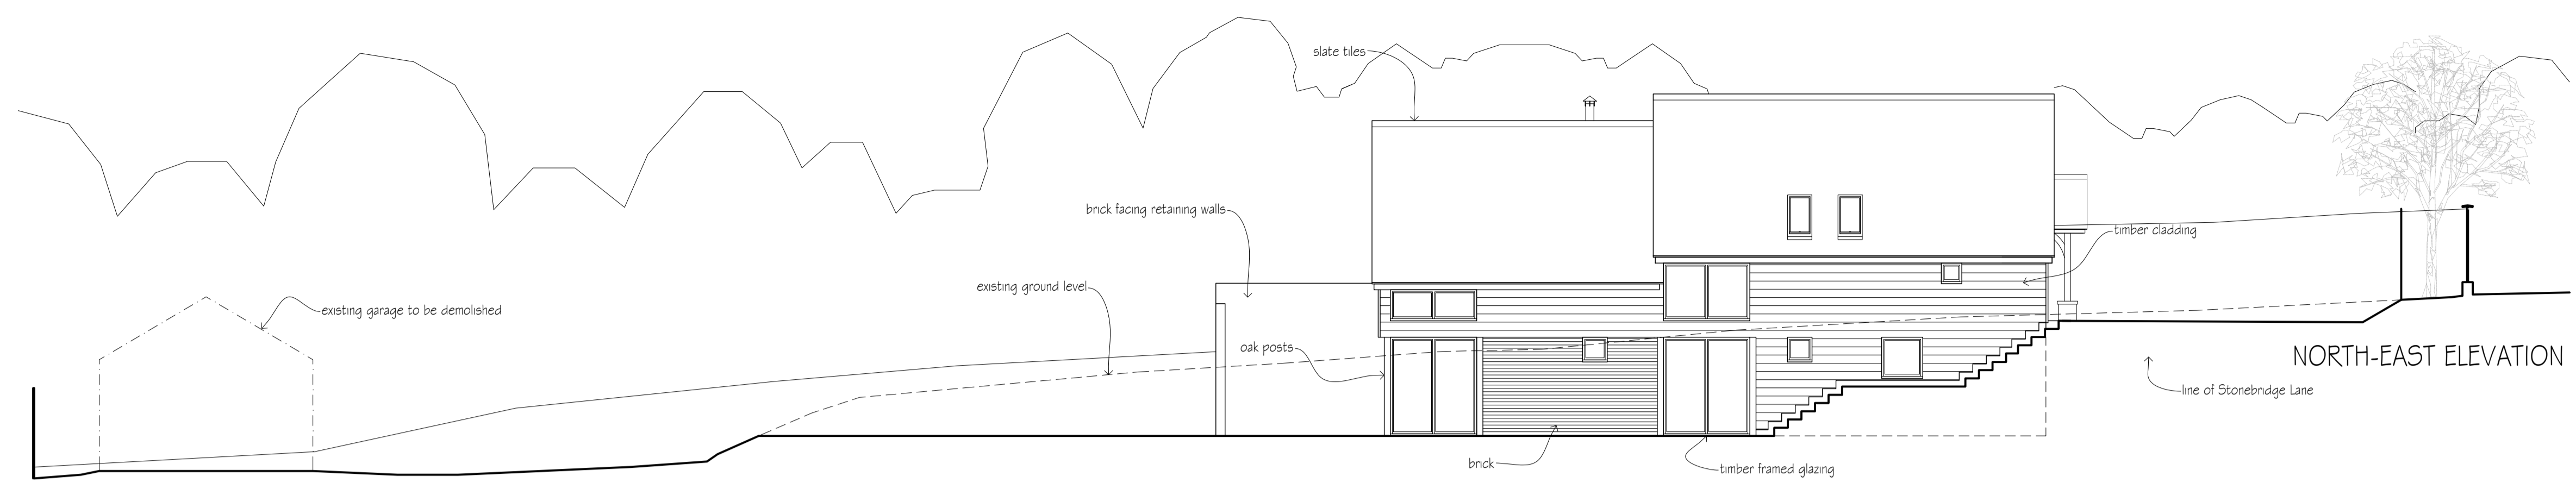 slate tiles
brick facing retaining walls
timber cladding
existing ground level
existing garage to be demolished
oak posts
NORTH-EAST ELEVATION
line of Stonebridge Lane
brick
timber framed glazing